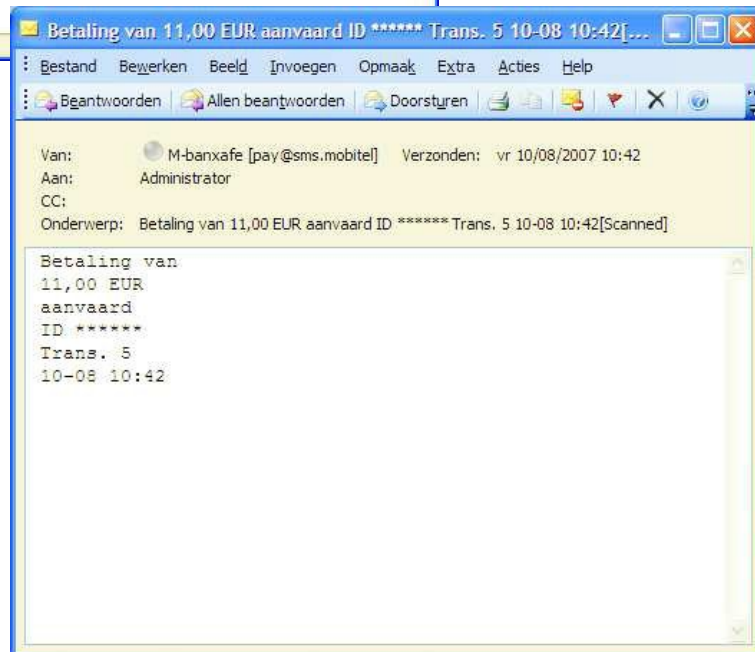 Betaling van 11,00 EUR aanvaard ID ****** Trans. 5 10-08 10:42[...
Bestand Bewerken Beeld Invoegen Opmaak Extra Acties Help
Beantwoorden Allen beantwoorden Doorsturen
Van: M-banxafe [pay@sms.mobitel] Verzonden: vr 10/08/2007 10:42
Aan: Administrator
CC:
Onderwerp: Betaling van 11,00 EUR aanvaard ID ****** Trans. 5 10-08 10:42[Scanned]
Betaling van
11,00 EUR
aanvaard
ID ******
Trans. 5
10-08 10:42